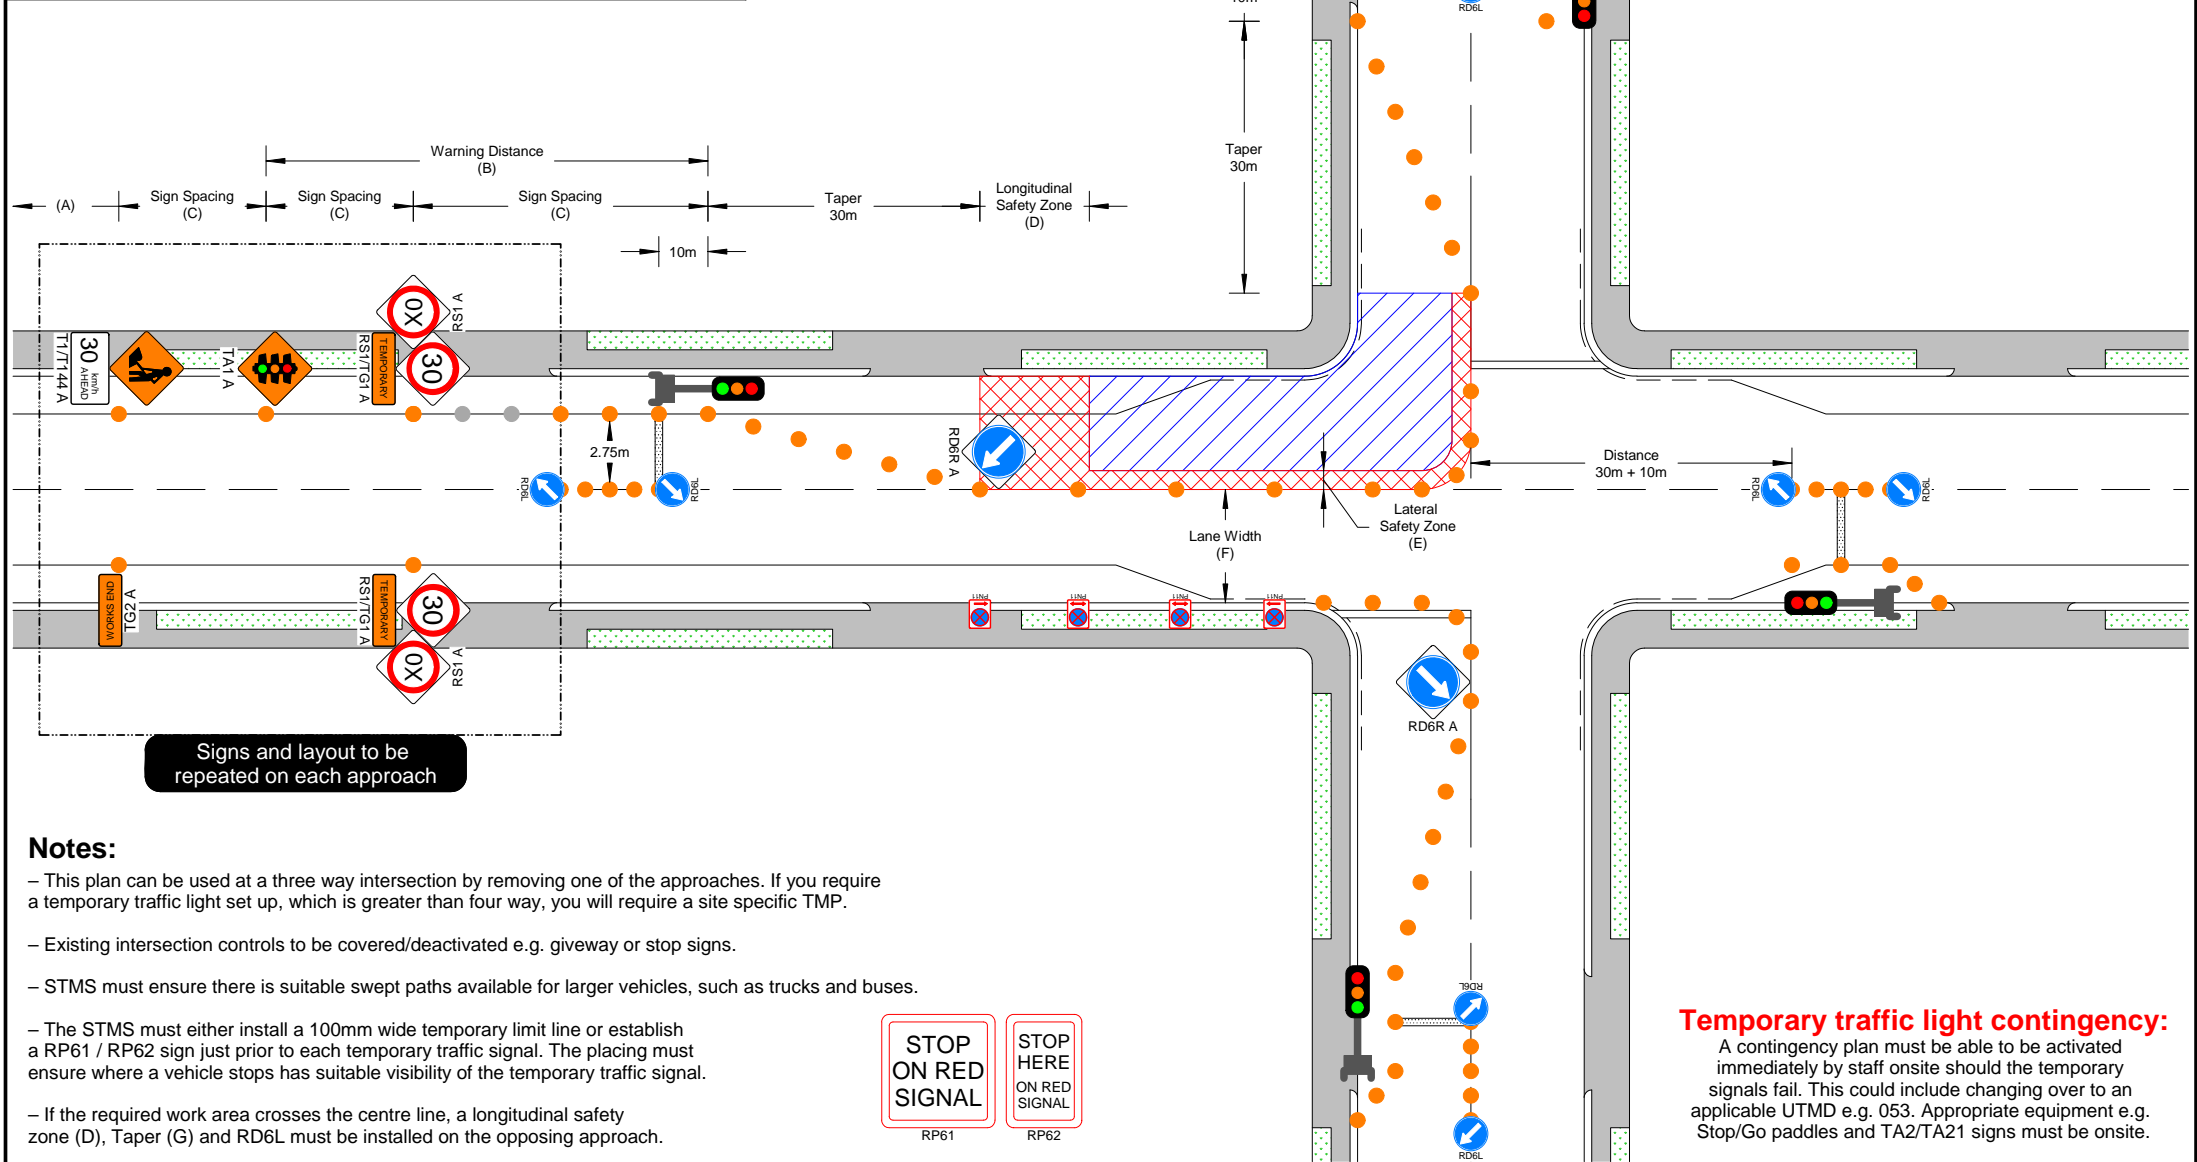 RD6L
Taper
30m
Warning Distance
(B)
(A)
Sign Spacing
(C)
Sign Spacing
(C)
Sign Spacing
(C)
Taper
30m
Longitudinal
Safety Zone
(D)
10m
T1/T144 A
30 km/h
AHEAD
TA1 A
RS1/TG1 A
TEMPORARY
0X
30
RS1 A
2.75m
RD6L
RD6L
RD6R A
Lane Width
(F)
Lateral
Safety Zone
(E)
Distance
30m + 10m
RD6L
RD6L
WORKS END
TG2 A
RS1/TG1 A
TEMPORARY
30
0X
RS1 A
PN11
PN11
PN11
PN11
RD6R A
Signs and layout to be
repeated on each approach
Notes:
– This plan can be used at a three way intersection by removing one of the approaches. If you require
a temporary traffic light set up, which is greater than four way, you will require a site specific TMP.
– Existing intersection controls to be covered/deactivated e.g. giveway or stop signs.
– STMS must ensure there is suitable swept paths available for larger vehicles, such as trucks and buses.
– The STMS must either install a 100mm wide temporary limit line or establish
a RP61 / RP62 sign just prior to each temporary traffic signal. The placing must
ensure where a vehicle stops has suitable visibility of the temporary traffic signal.
– If the required work area crosses the centre line, a longitudinal safety
zone (D), Taper (G) and RD6L must be installed on the opposing approach.
STOP
ON RED
SIGNAL
RP61
STOP
HERE
ON RED
SIGNAL
RP62
RD6L
RD6L
Temporary traffic light contingency:
A contingency plan must be able to be activated
immediately by staff onsite should the temporary
signals fail. This could include changing over to an
applicable UTMD e.g. 053. Appropriate equipment e.g.
Stop/Go paddles and TA2/TA21 signs must be onsite.